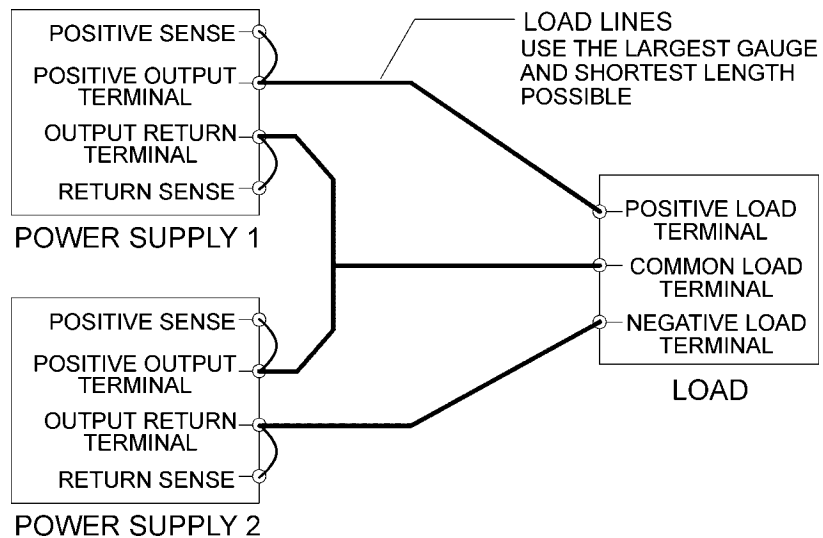 POSITIVE SENSE
POSITIVE OUTPUT
TERMINAL
OUTPUT RETURN
TERMINAL
RETURN SENSE
POWER SUPPLY 1
LOAD LINES
USE THE LARGEST GAUGE
AND SHORTEST LENGTH
POSSIBLE
POSITIVE LOAD
TERMINAL
COMMON LOAD
TERMINAL
NEGATIVE LOAD
TERMINAL
LOAD
POSITIVE SENSE
POSITIVE OUTPUT
TERMINAL
OUTPUT RETURN
TERMINAL
RETURN SENSE
POWER SUPPLY 2